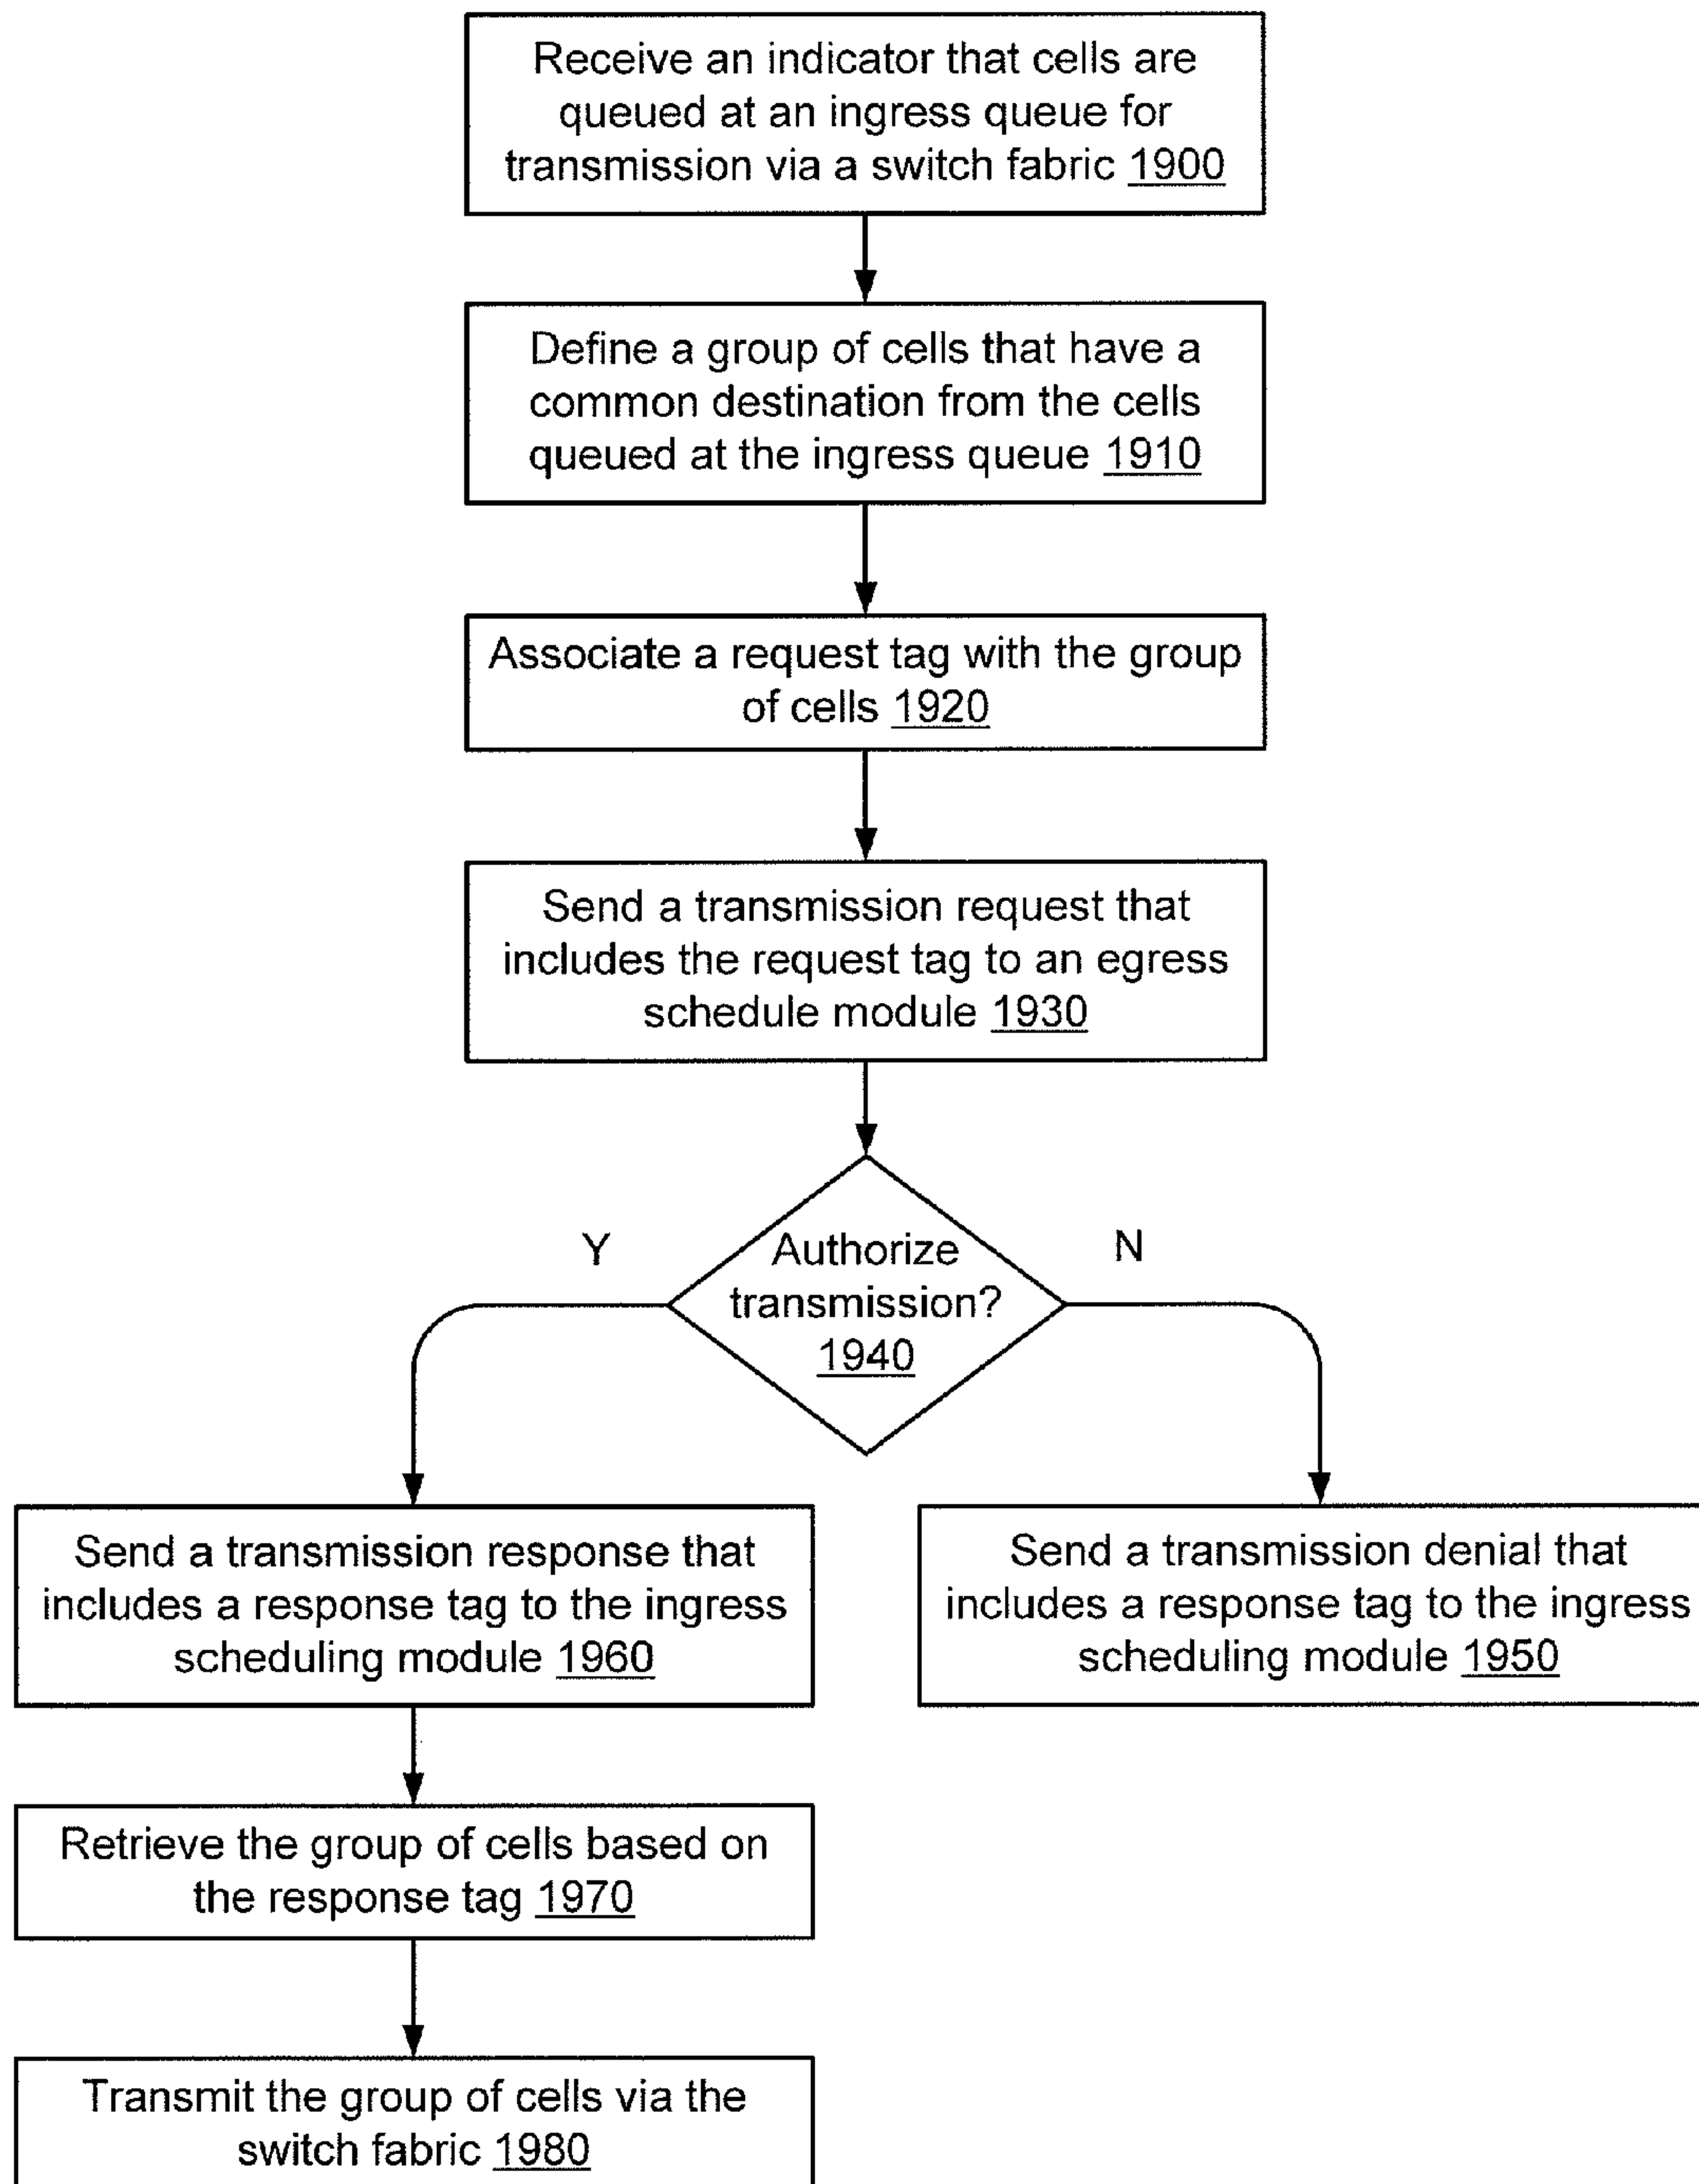 Receive an indicator that cells are
queued at an ingress queue for
transmission via a switch fabric 1900
Define a group of cells that have a
common destination from the cells
queued at the ingress queue 1910
Associate a request tag with the group
of cells 1920
Send a transmission request that
includes the request tag to an egress
schedule module 1930
Authorize
transmission?
1940
Y
N
Send a transmission response that
includes a response tag to the ingress
scheduling module 1960
Send a transmission denial that
includes a response tag to the ingress
scheduling module 1950
Retrieve the group of cells based on
the response tag 1970
Transmit the group of cells via the
switch fabric 1980